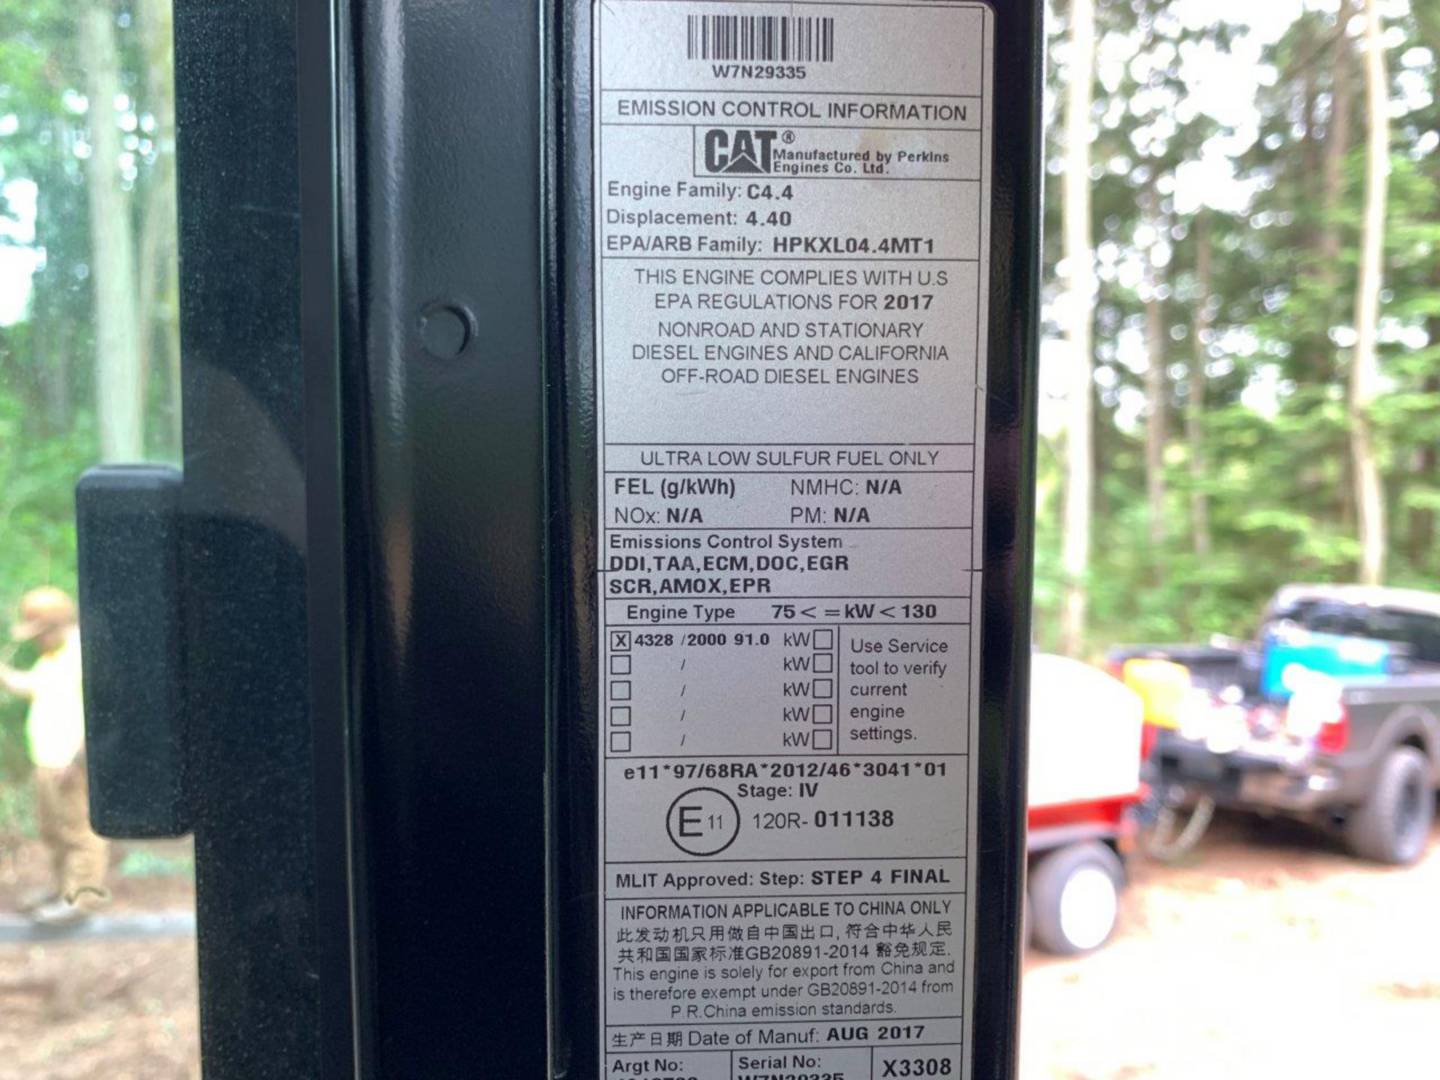 W7N29335
EMISSION CONTROL INFORMATION
CAT®
Manufactured by Perkins
Engines Co. Ltd.
Engine Family: C4.4
Displacement: 4.40
EPA/ARB Family: HPKXL04.4MT1
THIS ENGINE COMPLIES WITH U.S
EPA REGULATIONS FOR 2017
NONROAD AND STATIONARY
DIESEL ENGINES AND CALIFORNIA
OFF-ROAD DIESEL ENGINES
ULTRA LOW SULFUR FUEL ONLY
FEL (g/kWh) NMHC: N/A
NOx: N/A PM: N/A
Emissions Control System
DDI,TAA,ECM,DOC,EGR
SCR,AMOX,EPR
Engine Type 75 < = kW < 130
X 4328 /2000 91.0 kW
/ kW
/ kW
/ kW
/ kW
Use Service
tool to verify
current
engine
settings.
e11*97/68RA*2012/46*3041*01
Stage: IV
E 11 120R- 011138
MLIT Approved: Step: STEP 4 FINAL
INFORMATION APPLICABLE TO CHINA ONLY
此发动机只用做自中国出口, 符合中华人民
共和国国家标准GB20891-2014 豁免规定.
This engine is solely for export from China and
is therefore exempt under GB20891-2014 from
P.R.China emission standards.
生产日期 Date of Manuf: AUG 2017
Argt No: Serial No: X3308
W7N29335